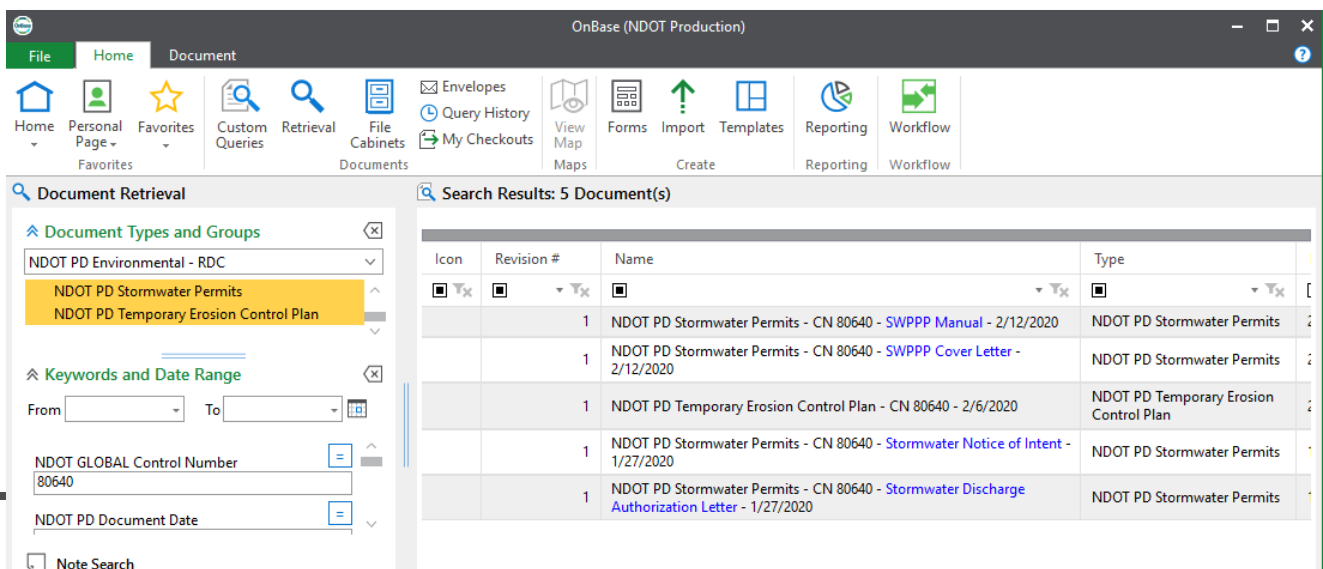 OnBase (NDOT Production)
File Home Document
Home Personal Page Favorites Custom Queries Retrieval File Cabinets
Envelopes
Query History
My Checkouts
View Map Forms Import Templates Reporting Workflow
Favorites Documents Maps Create Reporting Workflow
Document Retrieval
Document Types and Groups
NDOT PD Environmental - RDC
NDOT PD Stormwater Permits
NDOT PD Temporary Erosion Control Plan
Keywords and Date Range
From To
NDOT GLOBAL Control Number =
80640
NDOT PD Document Date =
Note Search
Search Results: 5 Document(s)
Icon Revision # Name Type
1 NDOT PD Stormwater Permits - CN 80640 - SWPPP Manual - 2/12/2020 NDOT PD Stormwater Permits
1 NDOT PD Stormwater Permits - CN 80640 - SWPPP Cover Letter -
2/12/2020 NDOT PD Stormwater Permits
1 NDOT PD Temporary Erosion Control Plan - CN 80640 - 2/6/2020 NDOT PD Temporary Erosion
Control Plan
1 NDOT PD Stormwater Permits - CN 80640 - Stormwater Notice of Intent -
1/27/2020 NDOT PD Stormwater Permits
1 NDOT PD Stormwater Permits - CN 80640 - Stormwater Discharge
Authorization Letter - 1/27/2020 NDOT PD Stormwater Permits